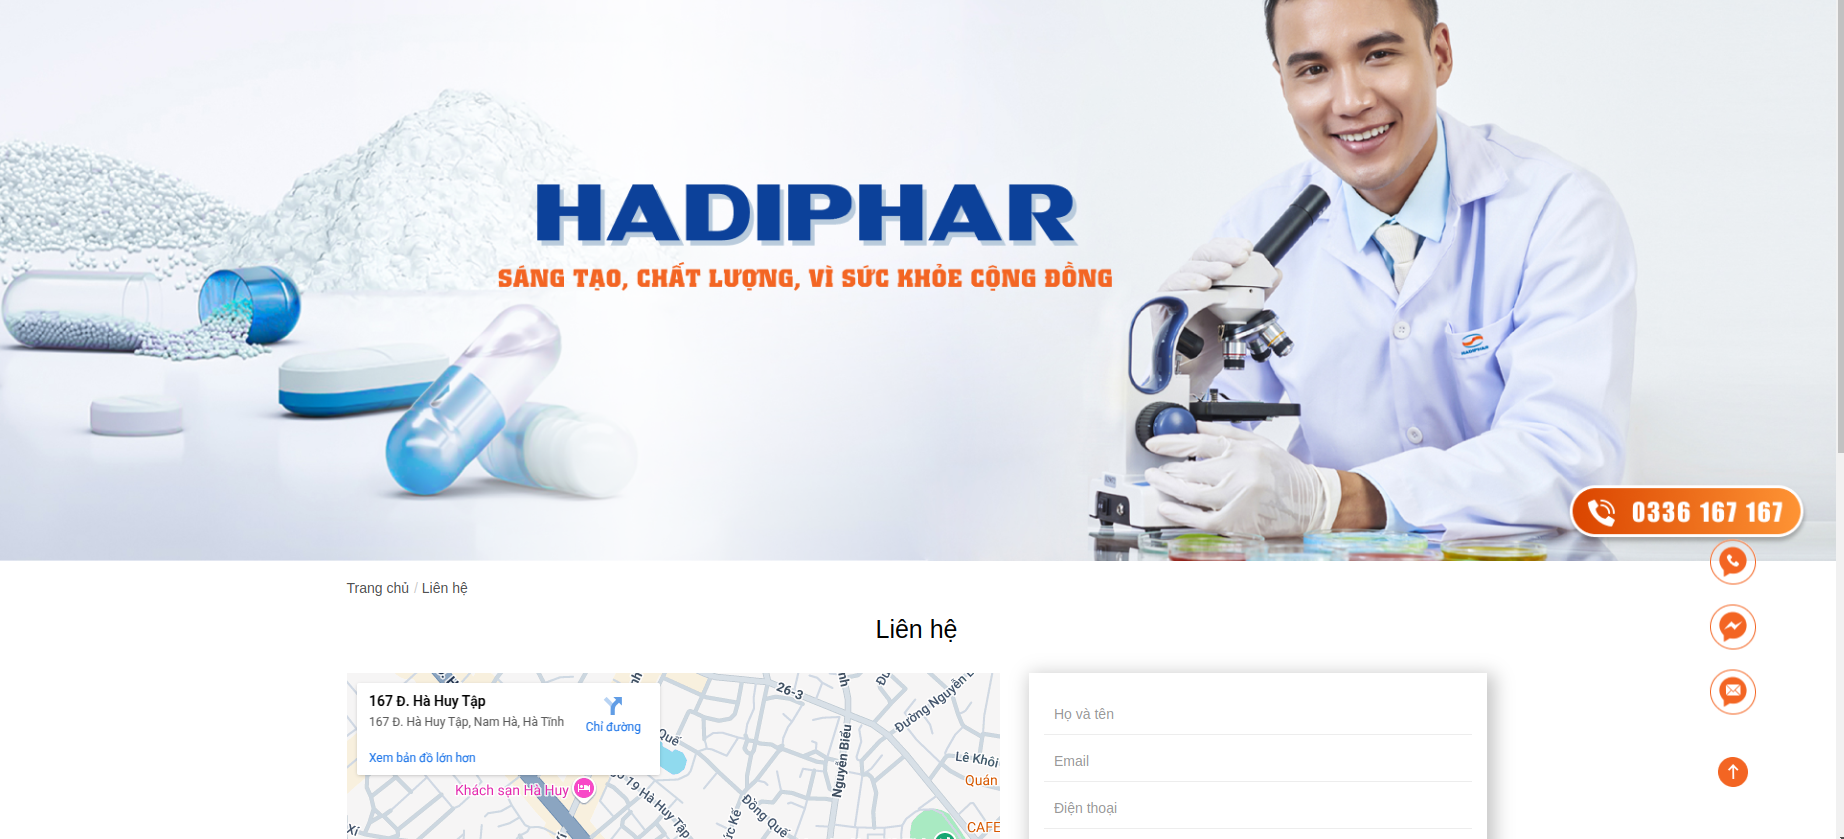 HADIPHAR
SÁNG TẠO, CHẤT LƯỢNG, VÌ SỨC KHỎE CỘNG ĐỒNG
HADIPHAR
0336 167 167
Trang chủ / Liên hệ
Liên hệ
167 Đ. Hà Huy Tập
167 Đ. Hà Huy Tập, Nam Hà, Hà Tĩnh
Chỉ đường
Xem bản đồ lớn hơn
26-3
Đường Nguyễn
Quế
Nguyễn Biểu
Lê Khôi
Quán
Khách sạn Hà Huy
19 Hà Huy Tập
Đồng Quế
CAFE
Họ và tên
Email
Điện thoại